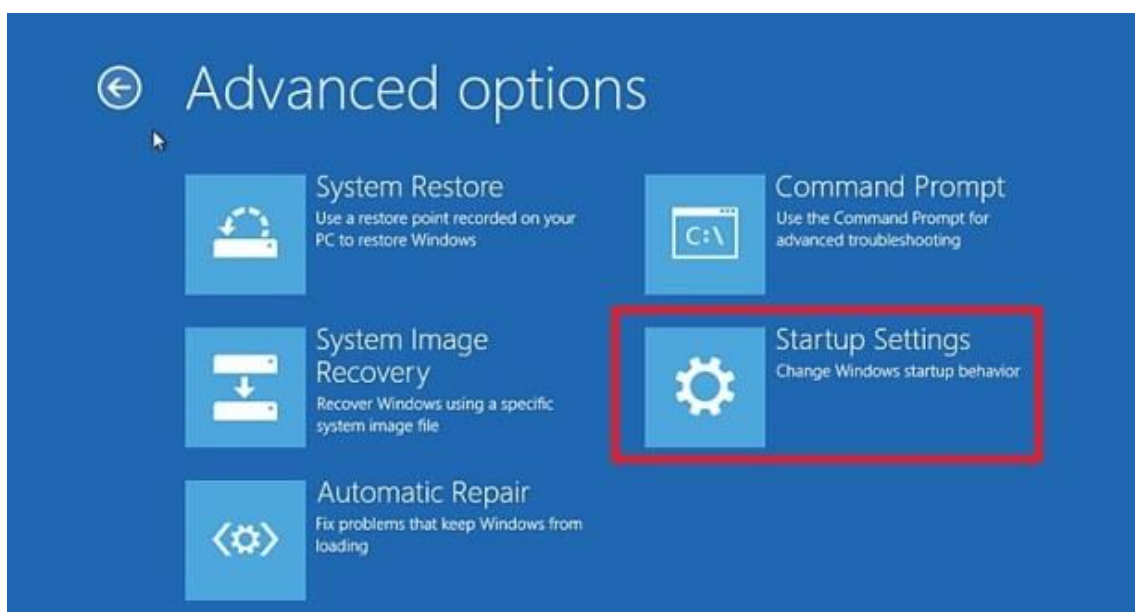 Advanced options
System Restore
Use a restore point recorded on your
PC to restore Windows
System Image
Recovery
Recover Windows using a specific
system image file
Automatic Repair
Fix problems that keep Windows from
loading
Command Prompt
Use the Command Prompt for
advanced troubleshooting
C:\
Startup Settings
Change Windows startup behavior